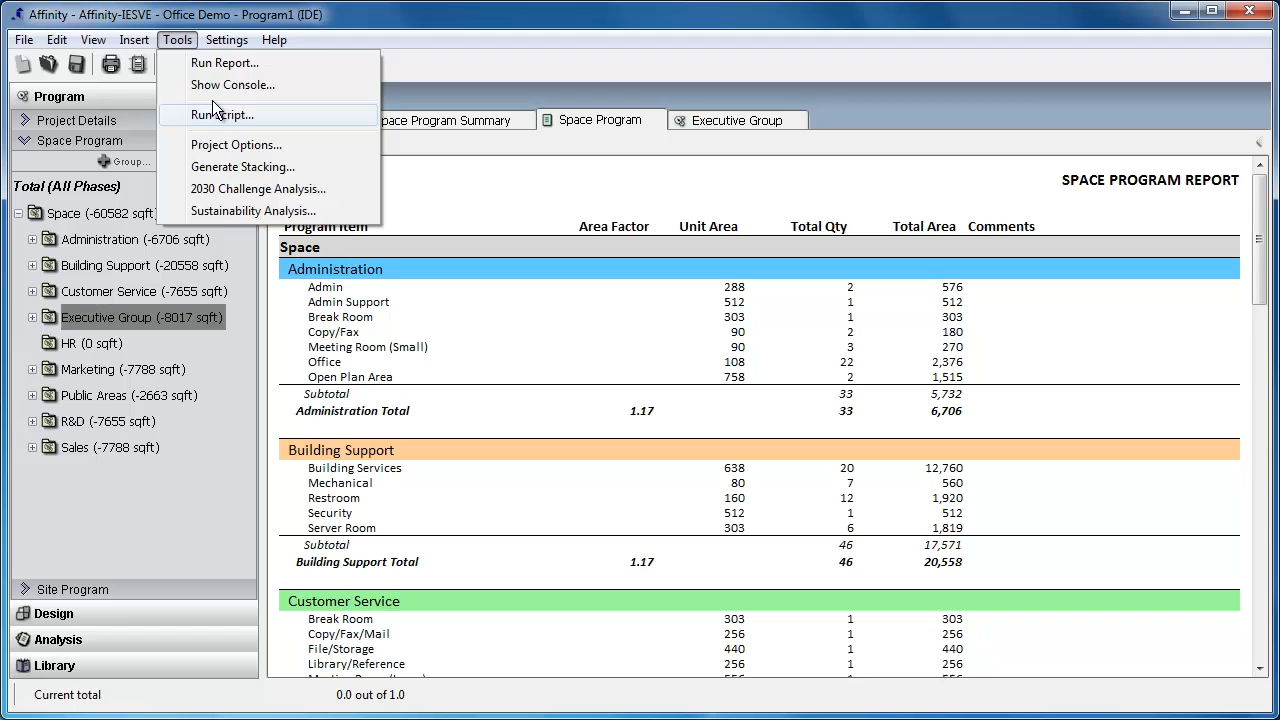 Affinity - Affinity-IESVE - Office Demo - Program1 (IDE)
File Edit View Insert Tools Settings Help
Run Report...
Show Console...
Run Script...
Project Options...
Generate Stacking...
2030 Challenge Analysis...
Sustainability Analysis...
Program
Project Details
Space Program
Group...
Total (All Phases)
Space (-60582 sqft)
Administration (-6706 sqft)
Building Support (-20558 sqft)
Customer Service (-7655 sqft)
Executive Group (-8017 sqft)
HR (0 sqft)
Marketing (-7788 sqft)
Public Areas (-2663 sqft)
R&D (-7655 sqft)
Sales (-7788 sqft)
Site Program
Design
Analysis
Library
Space Program Summary Space Program Executive Group
SPACE PROGRAM REPORT
Program Item Area Factor Unit Area Total Qty Total Area Comments
Space
Administration
Admin 288 2 576
Admin Support 512 1 512
Break Room 303 1 303
Copy/Fax 90 2 180
Meeting Room (Small) 90 3 270
Office 108 22 2,376
Open Plan Area 758 2 1,515
Subtotal 33 5,732
Administration Total 1.17 33 6,706
Building Support
Building Services 638 20 12,760
Mechanical 80 7 560
Restroom 160 12 1,920
Security 512 1 512
Server Room 303 6 1,819
Subtotal 46 17,571
Building Support Total 1.17 46 20,558
Customer Service
Break Room 303 1 303
Copy/Fax/Mail 256 1 256
File/Storage 440 1 440
Library/Reference 256 1 256
Current total 0.0 out of 1.0